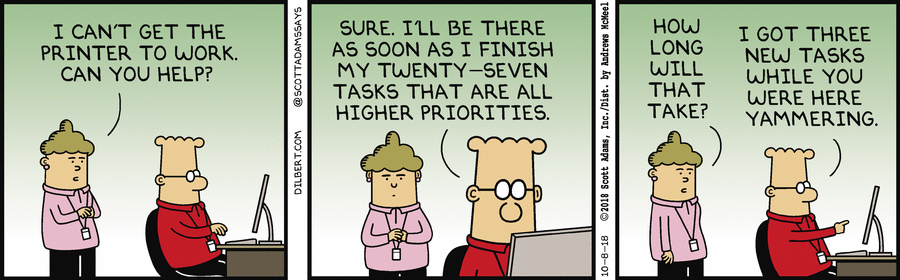 I CAN'T GET THE
PRINTER TO WORK.
CAN YOU HELP?
DILBERT.COM @SCOTTADAMSSAYS
SURE. I'LL BE THERE
AS SOON AS I FINISH
MY TWENTY-SEVEN
TASKS THAT ARE ALL
HIGHER PRIORITIES.
10-8-18 ©2018 Scott Adams, Inc./Dist. by Andrews McMeel
HOW
LONG
WILL
THAT
TAKE?
I GOT THREE
NEW TASKS
WHILE YOU
WERE HERE
YAMMERING.